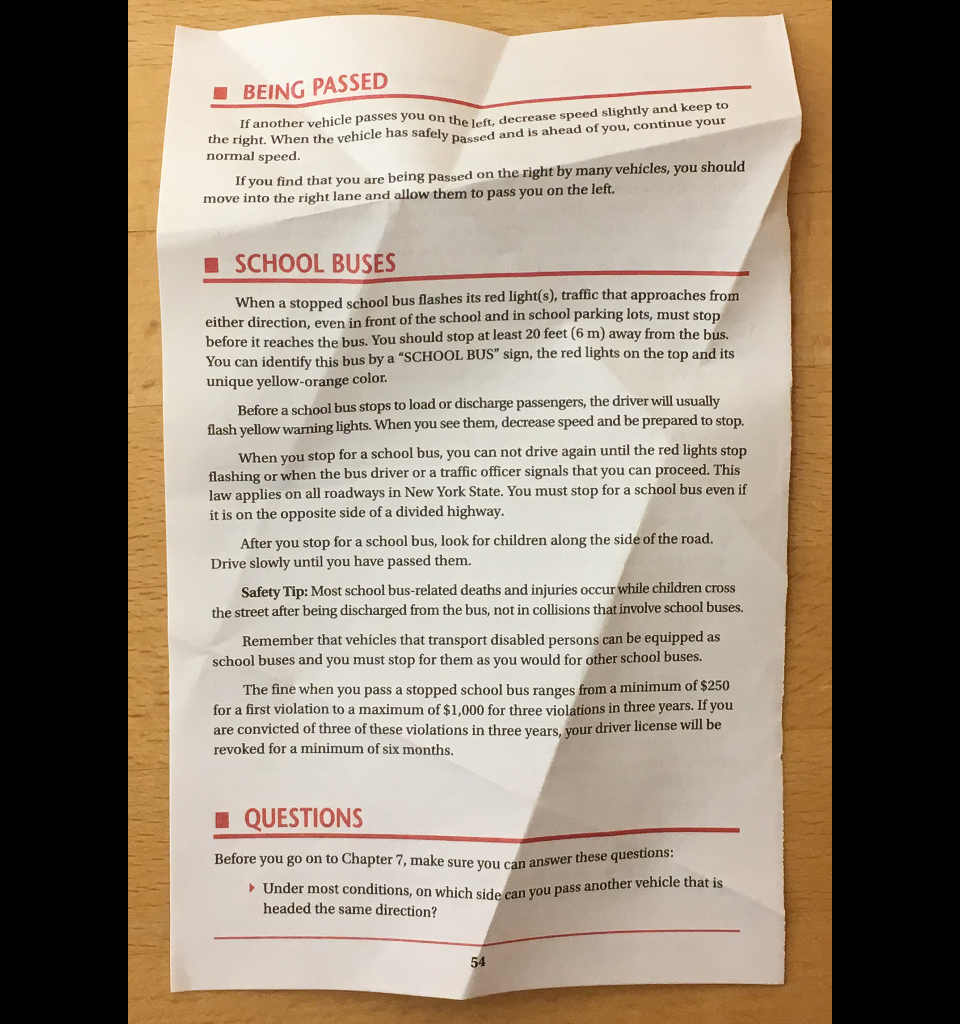 ■ BEING PASSED
If another vehicle passes you on the left, decrease speed slightly and keep to
the right. When the vehicle has safely passed and is ahead of you, continue your
normal speed.
If you find that you are being passed on the right by many vehicles, you should
move into the right lane and allow them to pass you on the left.
■ SCHOOL BUSES
When a stopped school bus flashes its red light(s), traffic that approaches from
either direction, even in front of the school and in school parking lots, must stop
before it reaches the bus. You should stop at least 20 feet (6 m) away from the bus.
You can identify this bus by a “SCHOOL BUS” sign, the red lights on the top and its
unique yellow-orange color.
Before a school bus stops to load or discharge passengers, the driver will usually
flash yellow warning lights. When you see them, decrease speed and be prepared to stop.
When you stop for a school bus, you can not drive again until the red lights stop
flashing or when the bus driver or a traffic officer signals that you can proceed. This
law applies on all roadways in New York State. You must stop for a school bus even if
it is on the opposite side of a divided highway.
After you stop for a school bus, look for children along the side of the road.
Drive slowly until you have passed them.
Safety Tip: Most school bus-related deaths and injuries occur while children cross
the street after being discharged from the bus, not in collisions that involve school buses.
Remember that vehicles that transport disabled persons can be equipped as
school buses and you must stop for them as you would for other school buses.
The fine when you pass a stopped school bus ranges from a minimum of $250
for a first violation to a maximum of $1,000 for three violations in three years. If you
are convicted of three of these violations in three years, your driver license will be
revoked for a minimum of six months.
■ QUESTIONS
Before you go on to Chapter 7, make sure you can answer these questions:
Under most conditions, on which side can you pass another vehicle that is
headed the same direction?
54